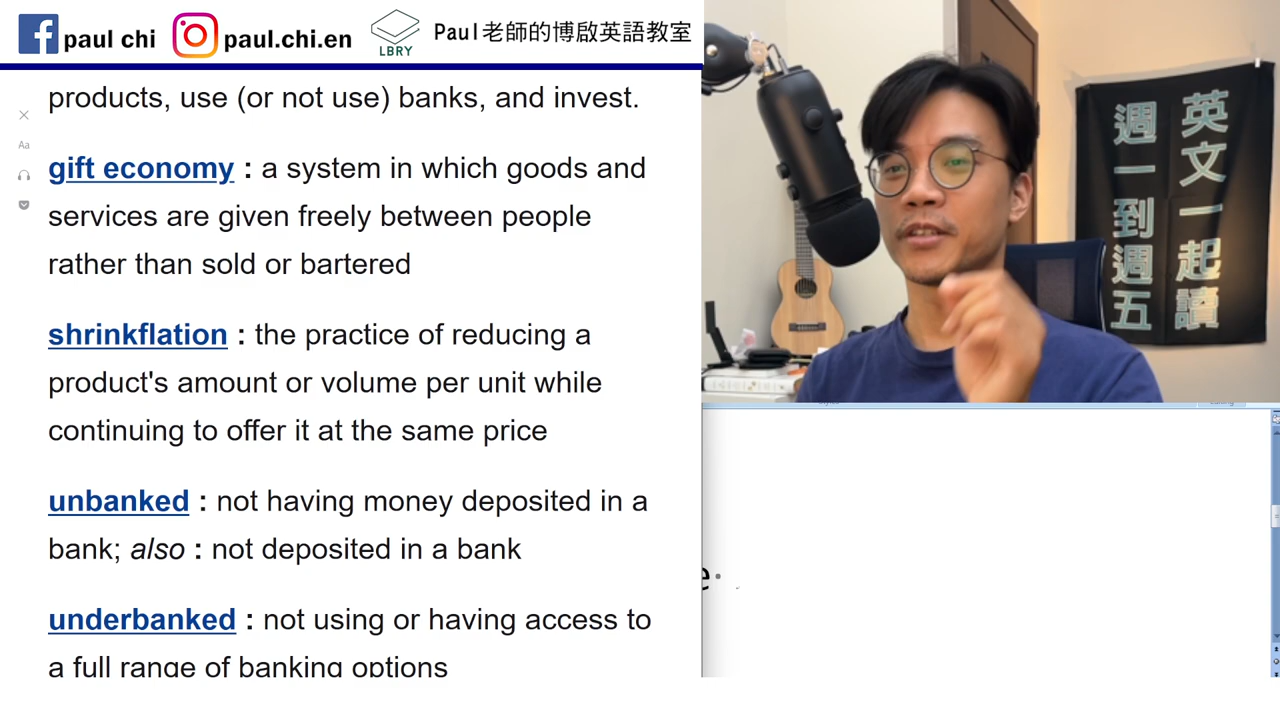 paul chi
paul.chi.en
LBRY
Paul老師的博啟英語教室
products, use (or not use) banks, and invest.
Aa
gift economy : a system in which goods and
services are given freely between people
rather than sold or bartered
shrinkflation : the practice of reducing a
product's amount or volume per unit while
continuing to offer it at the same price
unbanked : not having money deposited in a
bank; also : not deposited in a bank
underbanked : not using or having access to
a full range of banking options
英文一起讀
週一到週五